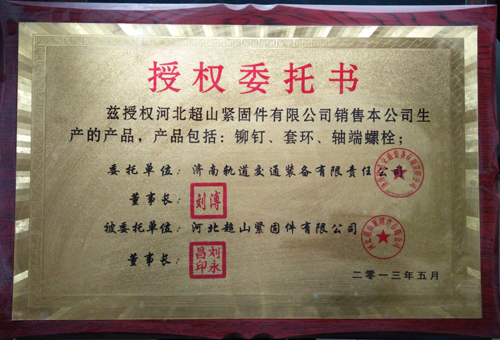 授权委托书
兹授权河北超山紧固件有限公司销售本公司生
产的产品，产品包括：铆钉、套环、轴端螺栓；
委托单位：济南轨道交通装备有限责任公司
董事长：刘溥
被委托单位：河北超山紧固件有限公司
董事长：刘永昌印
二零一三年五月